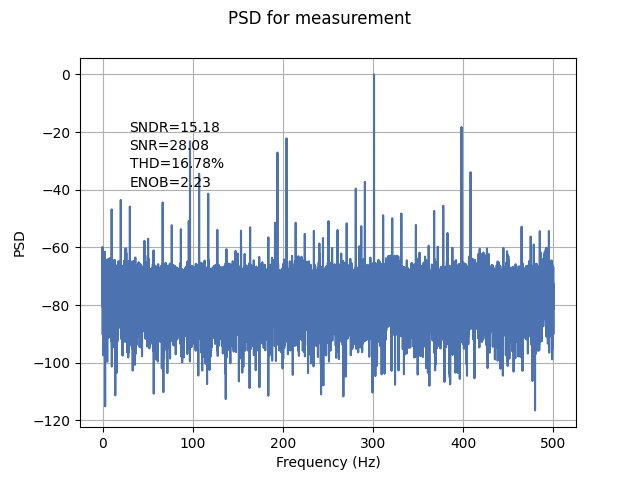 PSD for measurement
PSD
0
−20
−40
−60
−80
−100
−120
SNDR=15.18
SNR=28.08
THD=16.78%
ENOB=2.23
0
100
200
300
400
500
Frequency (Hz)